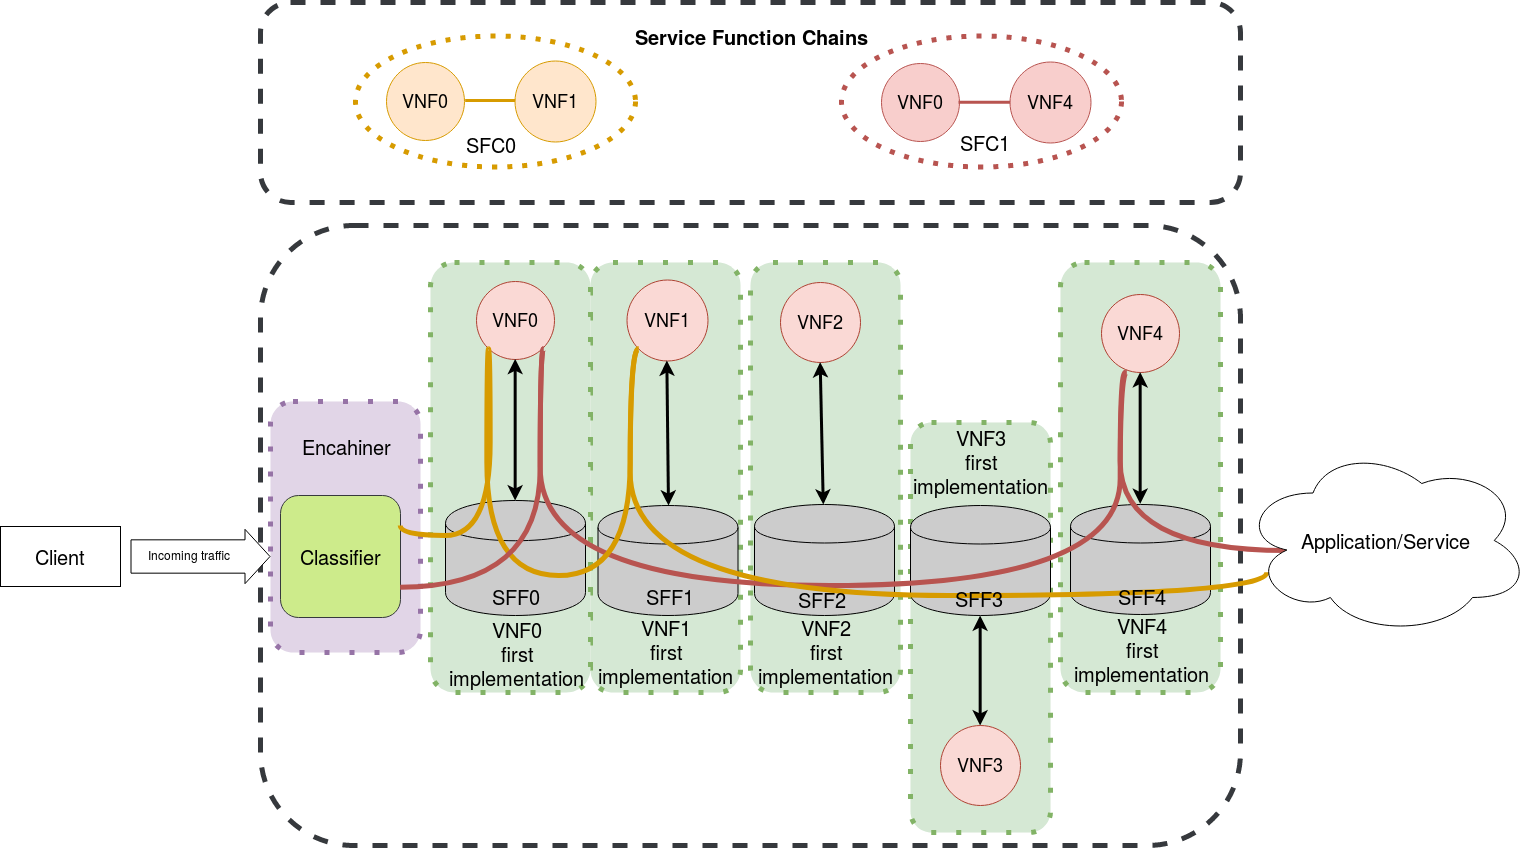 Service Function Chains
VNF0
VNF1
SFC0
VNF0
VNF4
SFC1
Client
Incoming traffic
Encahiner
Classifier
VNF0
SFF0
VNF0
first
implementation
VNF1
SFF1
VNF1
first
implementation
VNF2
SFF2
VNF2
first
implementation
VNF3
first
implementation
SFF3
VNF3
VNF4
SFF4
VNF4
first
implementation
Application/Service